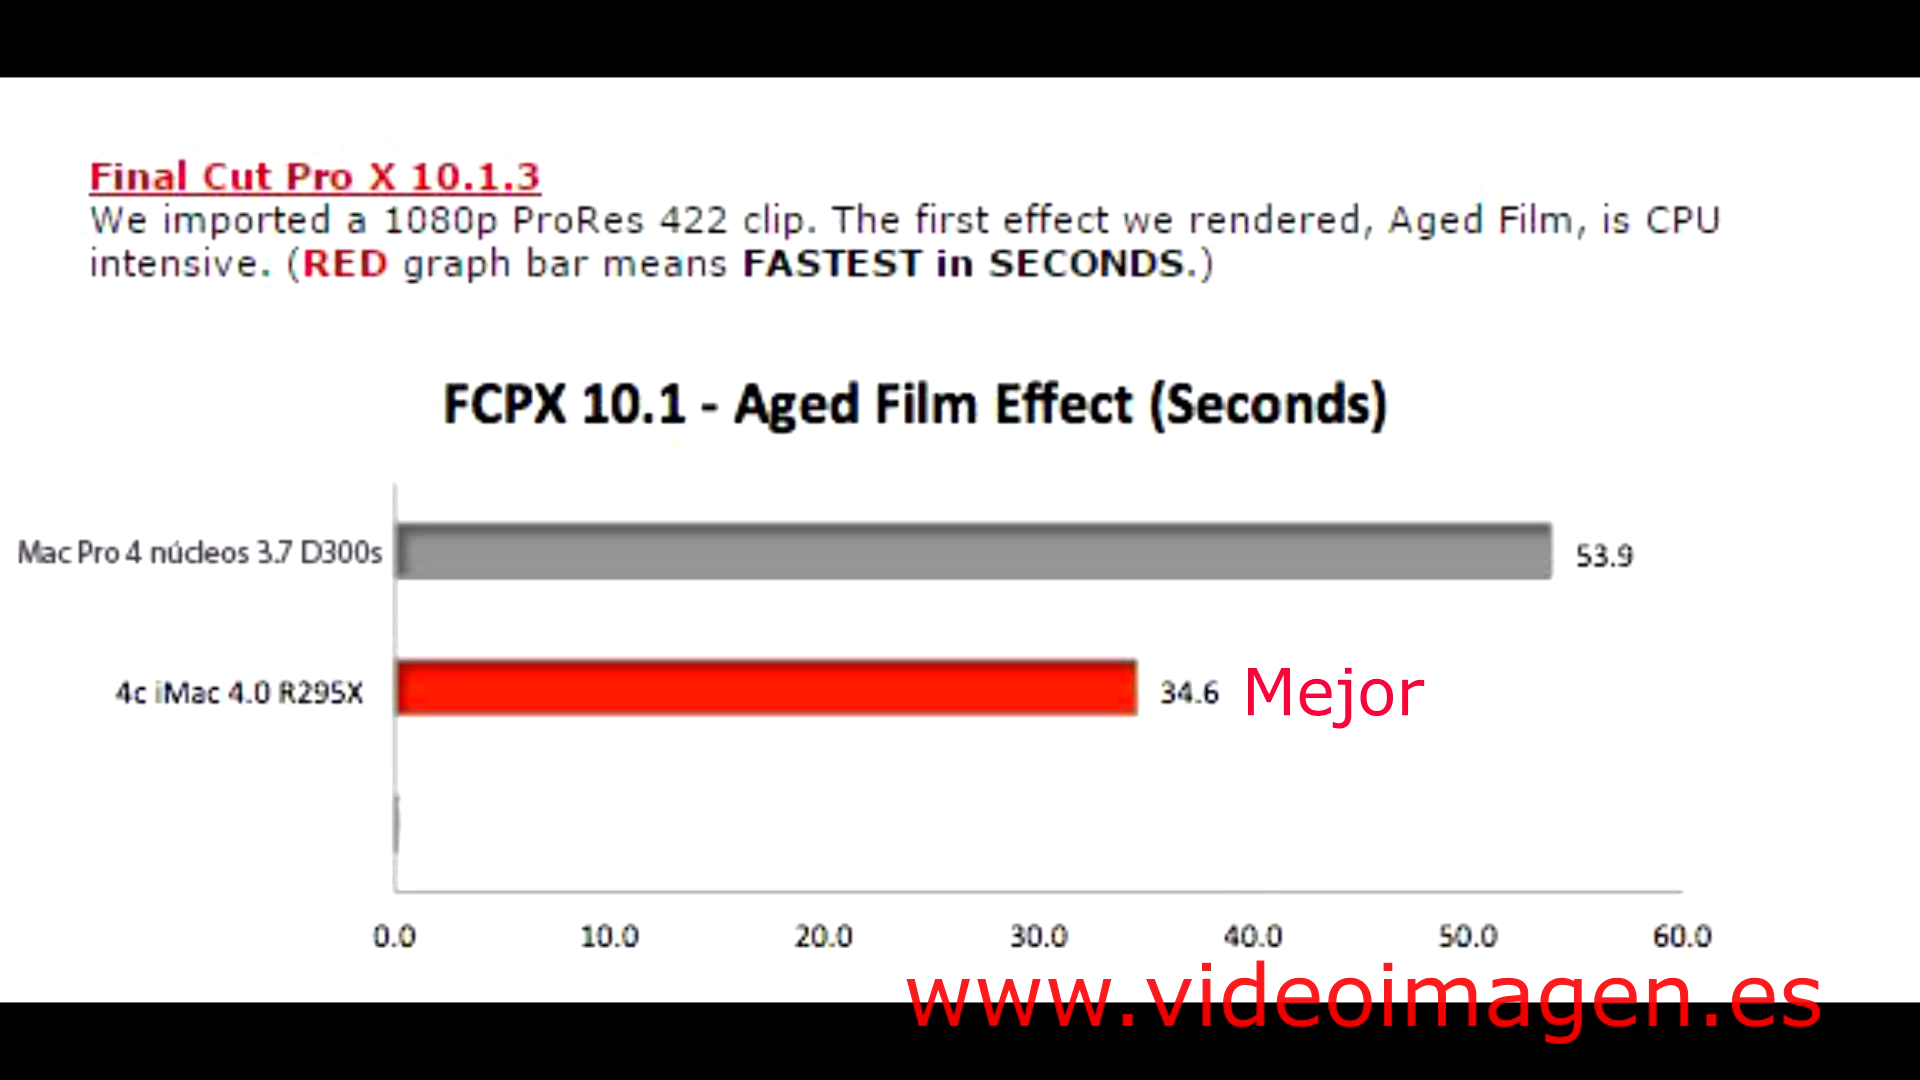 Final Cut Pro X 10.1.3
We imported a 1080p ProRes 422 clip. The first effect we rendered, Aged Film, is CPU
intensive. (RED graph bar means FASTEST in SECONDS.)
FCPX 10.1 - Aged Film Effect (Seconds)
Mac Pro 4 núcleos 3.7 D300s 53.9
4c iMac 4.0 R295X 34.6 Mejor
0.0 10.0 20.0 30.0 40.0 50.0 60.0
www.videoimagen.es